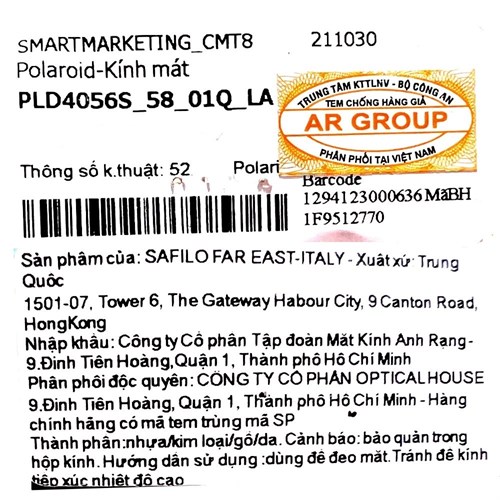 SMARTMARKETING_CMT8 211030
Polaroid-Kính mát
PLD4056S_58_01Q_LA
TRUNG TÂM KTTLNV - BỘ CÔNG AN
TEM CHỐNG HÀNG GIẢ
AR GROUP
PHÂN PHỐI TẠI VIỆT NAM
Thông số k.thuật: 52 Polari
Barcode
1294123000636 MãBH
1F9512770
Sản phẩm của: SAFILO FAR EAST-ITALY - Xuất xứ: Trung
Quốc
1501-07, Tower 6, The Gateway Habour City, 9 Canton Road,
HongKong
Nhập khẩu: Công ty Cổ phân Tập đoàn Mắt Kính Anh Rạng-
9.Đinh Tiên Hoàng,Quận 1, Thành phố Hồ Chí Minh
Phân phối độc quyên: CÔNG TY CỔ PHẦN OPTICALHOUSE
9.Đinh Tiên Hoàng,Quận 1, Thành phố Hồ Chí Minh - Hàng
chính hãng có mã tem trùng mã SP
Thành phân:nhựa/kim loại/gỗ/da. Cảnh báo: bảo quản trong
hộp kính. Hướng dẫn sử dụng :dùng để đeo mắt.Tránh để kính
tiếp xúc nhiệt độ cao